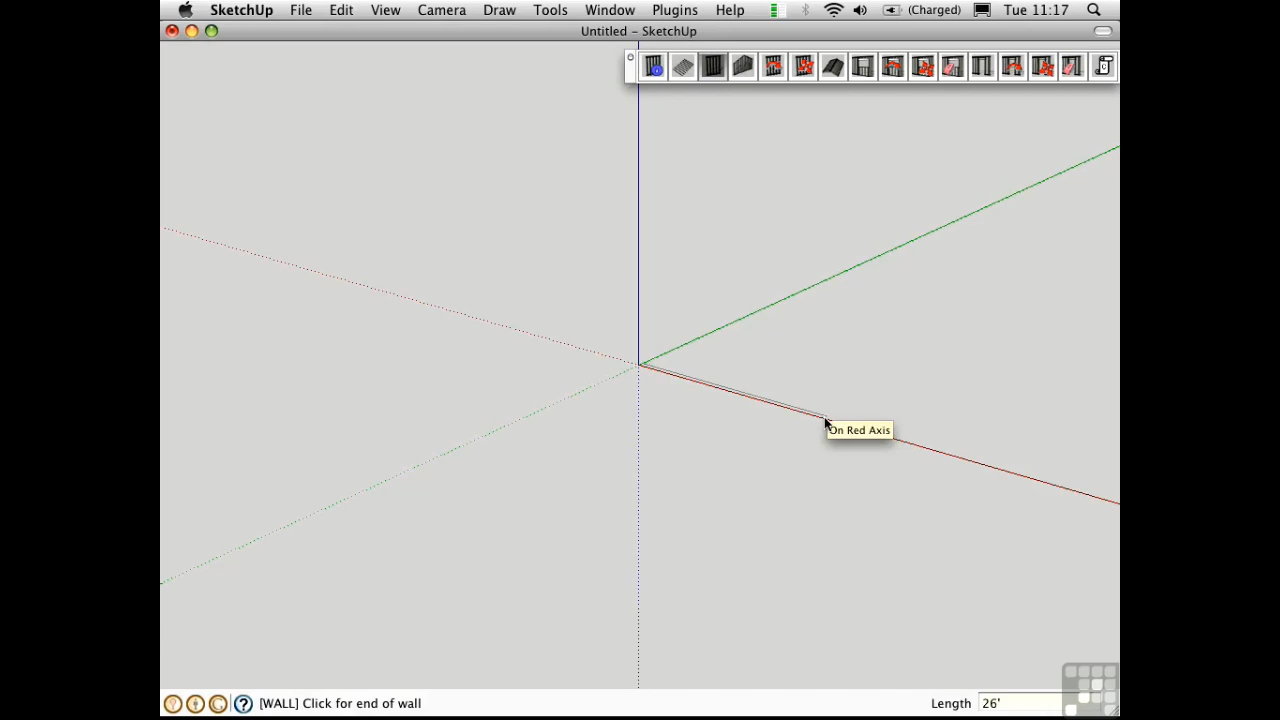 SketchUp File Edit View Camera Draw Tools Window Plugins Help (Charged) Tue 11:17
Untitled – SketchUp
On Red Axis
[WALL] Click for end of wall Length 26'